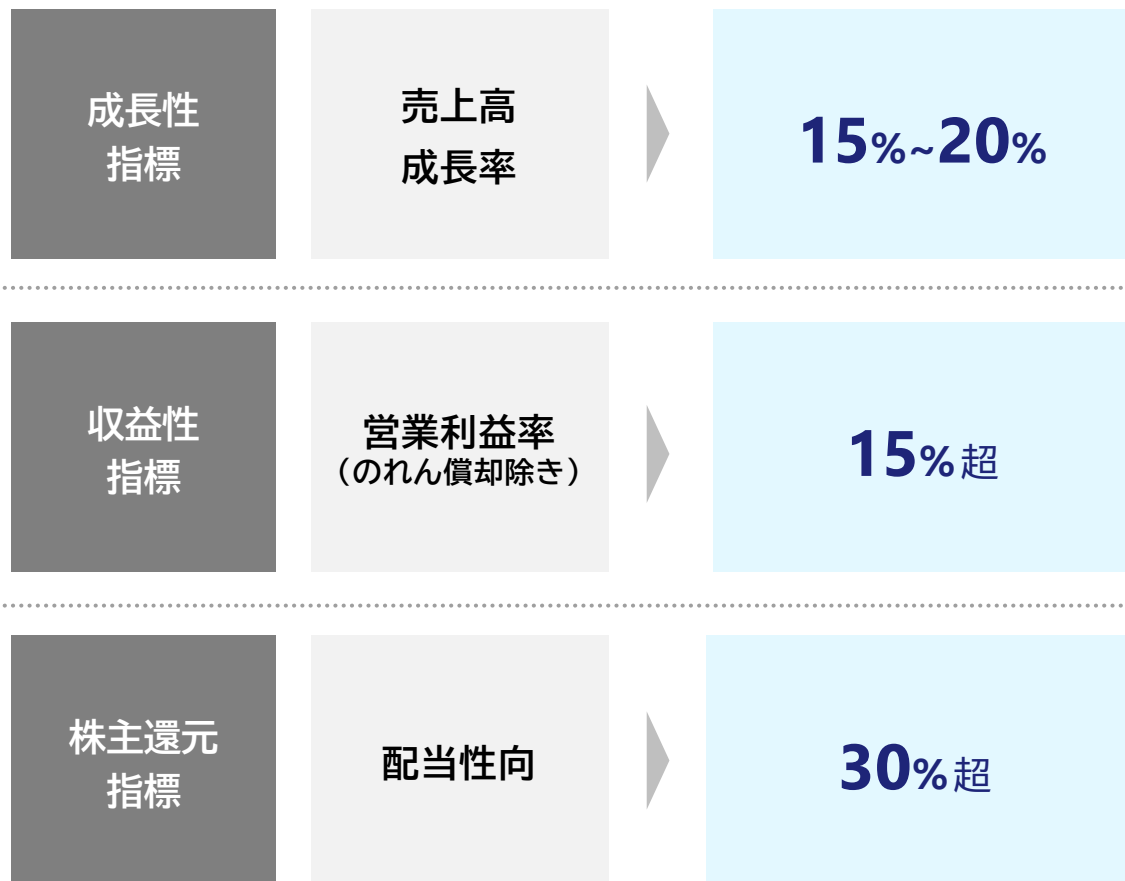 成長性
指標
売上高
成長率
15%~20%
収益性
指標
営業利益率
（のれん償却除き）
15%超
株主還元
指標
配当性向
30%超